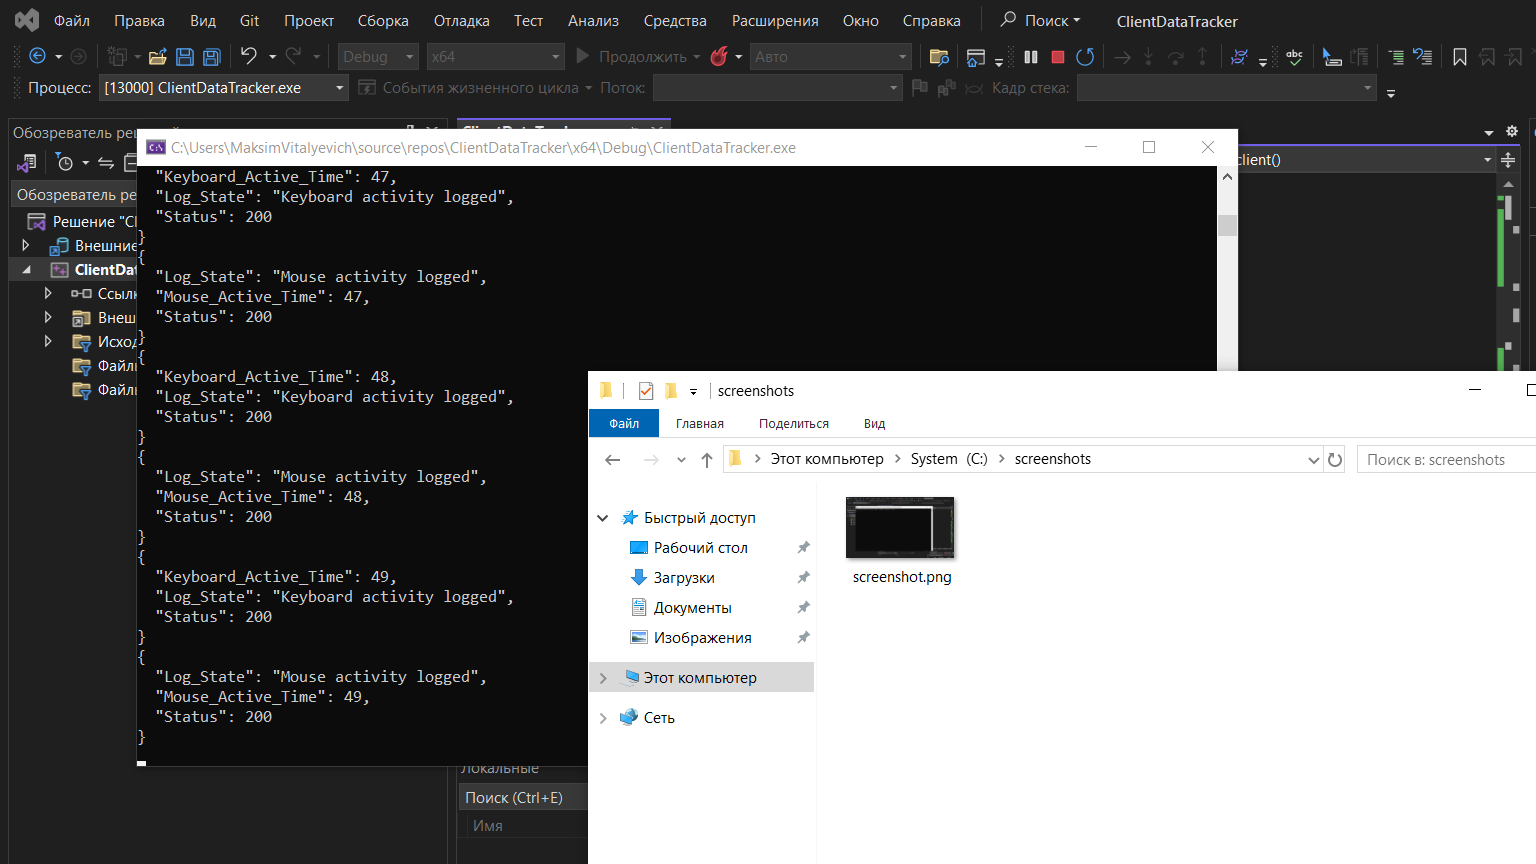 Файл Правка Вид Git Проект Сборка Отладка Тест Анализ Средства Расширения Окно Справка Поиск ClientDataTracker
Debug x64 Продолжить Авто abc
Процесс: [13000] ClientDataTracker.exe События жизненного цикла Поток: Кадр стека:
Обозреватель
C:\Users\MaksimVitalyevich\source\repos\ClientDataTracker\x64\Debug\ClientDataTracker.exe
client()
Обозреватель ре
Решение "Cl
Внешние
ClientDat
Ссылк
Внеш
Исход
Файлы
Файлы
"Keyboard_Active_Time": 47,
"Log_State": "Keyboard activity logged",
"Status": 200
}
{
"Log_State": "Mouse activity logged",
"Mouse_Active_Time": 47,
"Status": 200
}
{
"Keyboard_Active_Time": 48,
"Log_State": "Keyboard activity logged",
"Status": 200
}
{
"Log_State": "Mouse activity logged",
"Mouse_Active_Time": 48,
"Status": 200
}
{
"Keyboard_Active_Time": 49,
"Log_State": "Keyboard activity logged",
"Status": 200
}
{
"Log_State": "Mouse activity logged",
"Mouse_Active_Time": 49,
"Status": 200
}
Локальные
Поиск (Ctrl+E)
Имя
screenshots
Файл Главная Поделиться Вид
Этот компьютер System (C:) screenshots
Поиск в: screenshots
Быстрый доступ
Рабочий стол
Загрузки
Документы
Изображения
Этот компьютер
Сеть
screenshot.png